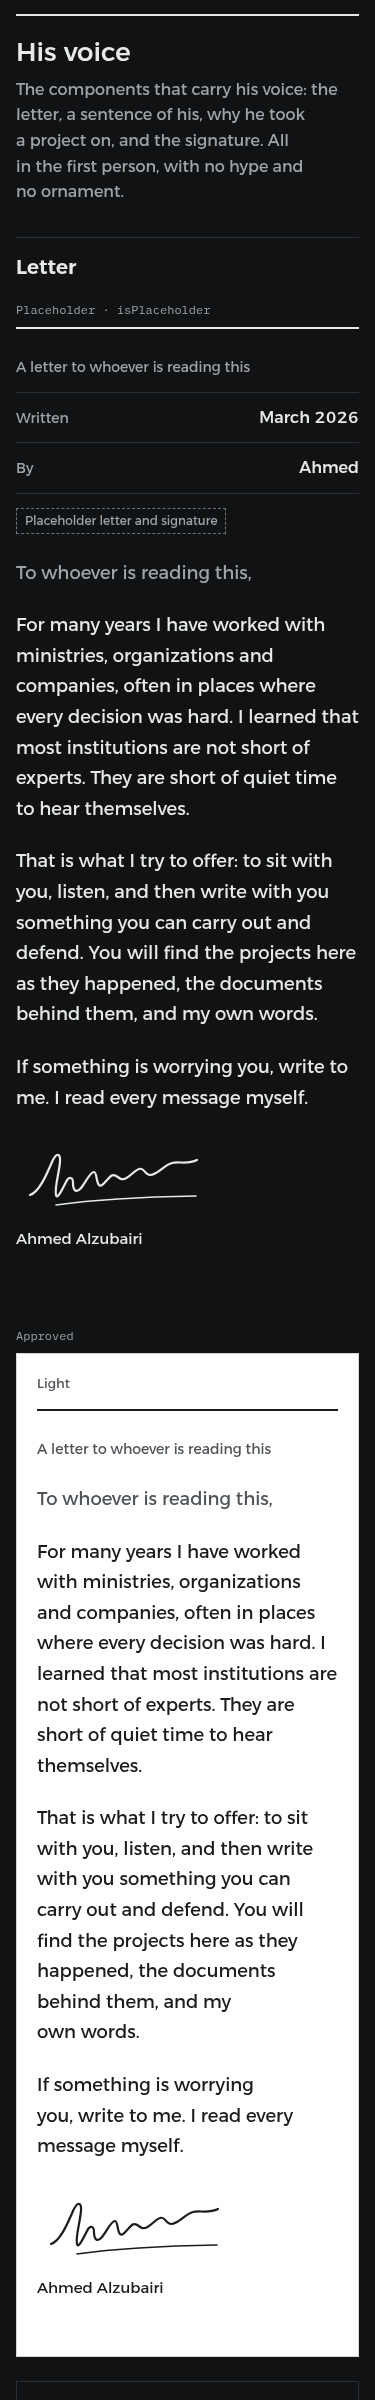 His voice
The components that carry his voice: the
letter, a sentence of his, why he took
a project on, and the signature. All
in the first person, with no hype and
no ornament.
Letter
Placeholder · isPlaceholder
A letter to whoever is reading this
Written March 2026
By Ahmed
Placeholder letter and signature
To whoever is reading this,
For many years I have worked with
ministries, organizations and
companies, often in places where
every decision was hard. I learned that
most institutions are not short of
experts. They are short of quiet time
to hear themselves.
That is what I try to offer: to sit with
you, listen, and then write with you
something you can carry out and
defend. You will find the projects here
as they happened, the documents
behind them, and my own words.
If something is worrying you, write to
me. I read every message myself.
Ahmed Alzubairi
Approved
Light
A letter to whoever is reading this
To whoever is reading this,
For many years I have worked
with ministries, organizations
and companies, often in places
where every decision was hard. I
learned that most institutions are
not short of experts. They are
short of quiet time to hear
themselves.
That is what I try to offer: to sit
with you, listen, and then write
with you something you can
carry out and defend. You will
find the projects here as they
happened, the documents
behind them, and my
own words.
If something is worrying
you, write to me. I read every
message myself.
Ahmed Alzubairi